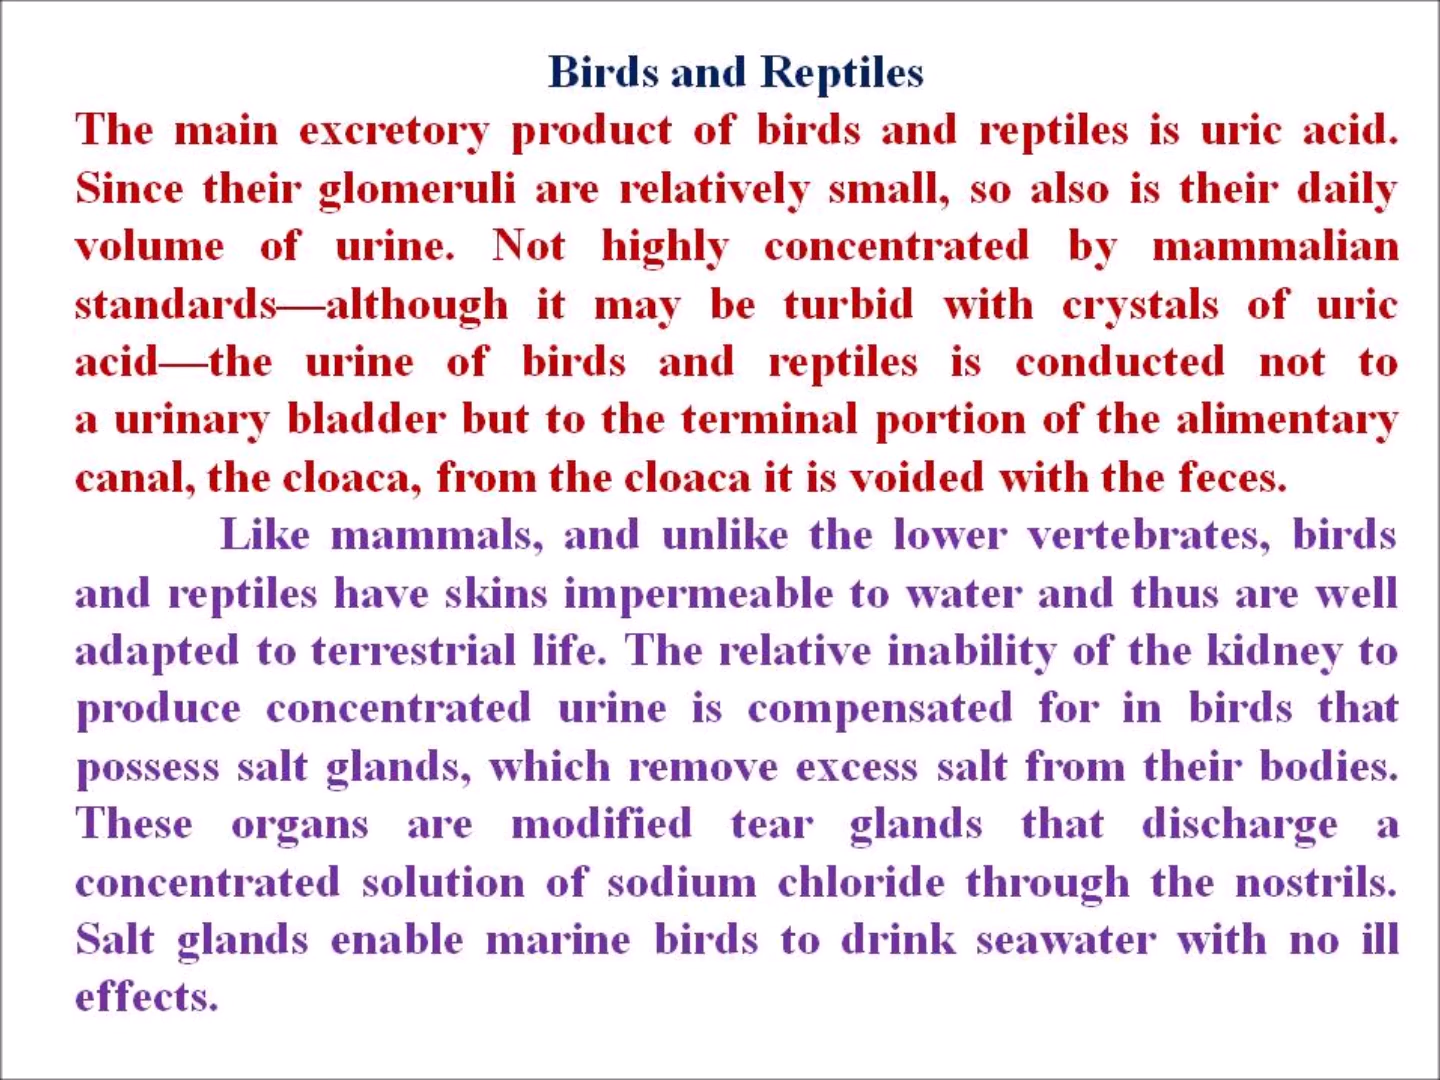 Birds and Reptiles
The main excretory product of birds and reptiles is uric acid.
Since their glomeruli are relatively small, so also is their daily
volume of urine. Not highly concentrated by mammalian
standards—although it may be turbid with crystals of uric
acid—the urine of birds and reptiles is conducted not to
a urinary bladder but to the terminal portion of the alimentary
canal, the cloaca, from the cloaca it is voided with the feces.
Like mammals, and unlike the lower vertebrates, birds
and reptiles have skins impermeable to water and thus are well
adapted to terrestrial life. The relative inability of the kidney to
produce concentrated urine is compensated for in birds that
possess salt glands, which remove excess salt from their bodies.
These organs are modified tear glands that discharge a
concentrated solution of sodium chloride through the nostrils.
Salt glands enable marine birds to drink seawater with no ill
effects.